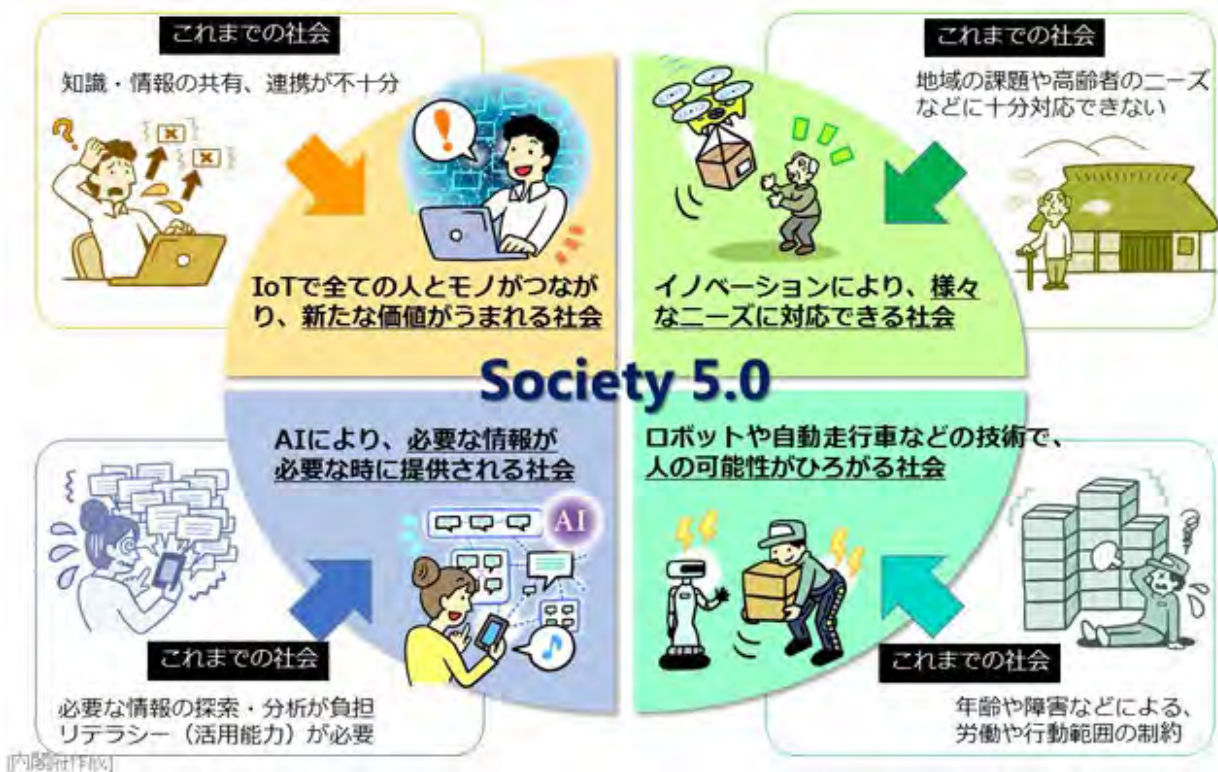 これまでの社会
知識・情報の共有、連携が不十分
IoTで全ての人とモノがつなが
り、新たな価値がうまれる社会
これまでの社会
地域の課題や高齢者のニーズ
などに十分対応できない
イノベーションにより、様々
なニーズに対応できる社会
Society 5.0
AIにより、必要な情報が
必要な時に提供される社会
AI
これまでの社会
必要な情報の探索・分析が負担
リテラシー（活用能力）が必要
ロボットや自動走行車などの技術で、
人の可能性がひろがる社会
これまでの社会
年齢や障害などによる、
労働や行動範囲の制約
[内閣府作成]